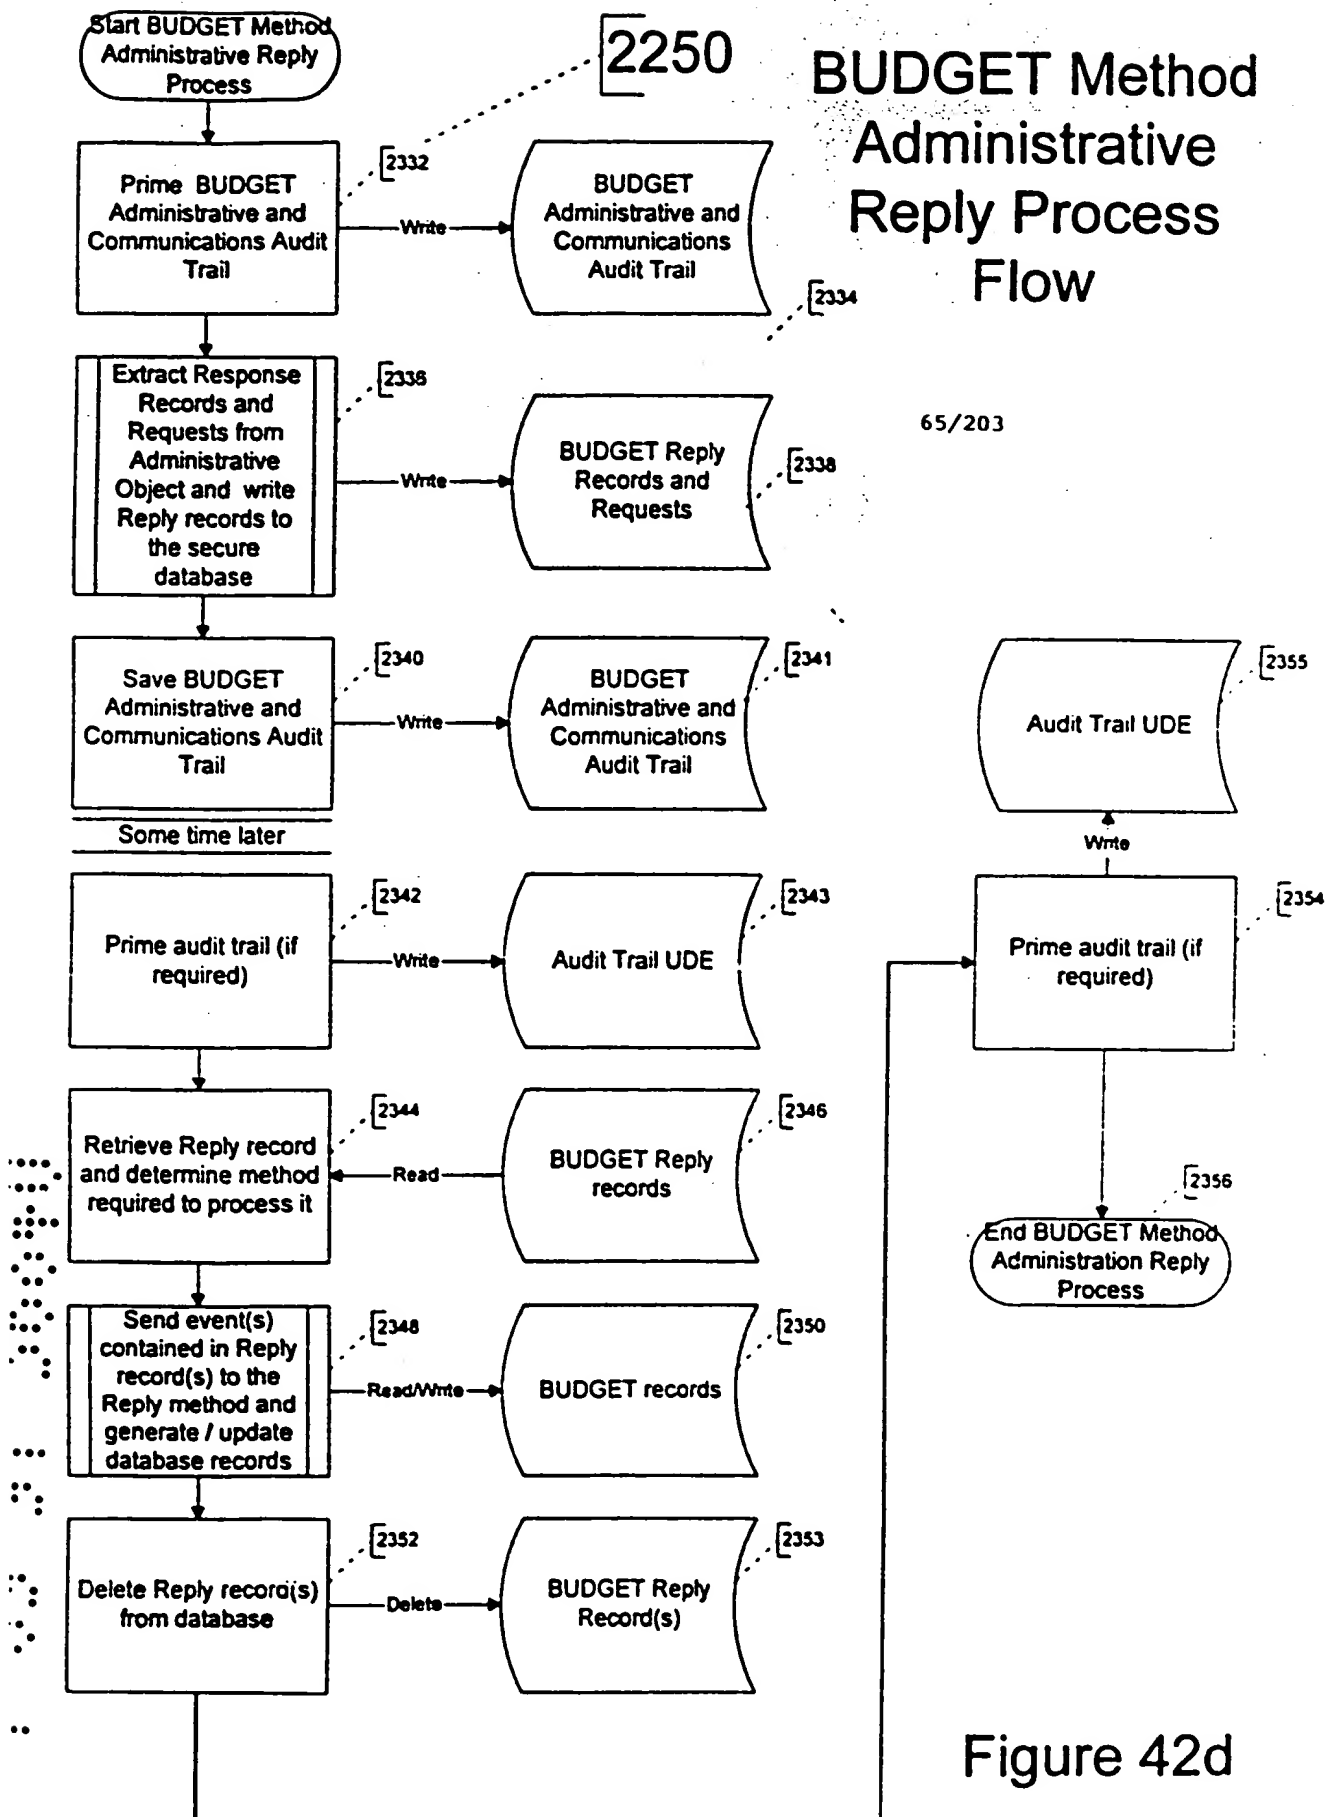 Start BUDGET Method
Administrative Reply
Process
2250
BUDGET Method
Administrative
Reply Process
Flow
2332
Prime BUDGET
Administrative and
Communications Audit
Trail
Write
BUDGET
Administrative and
Communications
Audit Trail
2334
Extract Response
Records and
Requests from
Administrative
Object and write
Reply records to
the secure
database
2336
Write
BUDGET Reply
Records and
Requests
2338
65/203
Save BUDGET
Administrative and
Communications Audit
Trail
2340
Write
BUDGET
Administrative and
Communications
Audit Trail
2341
Some time later
Prime audit trail (if
required)
2342
Write
Audit Trail UDE
2343
Retrieve Reply record
and determine method
required to process it
2344
Read
BUDGET Reply
records
2346
Send event(s)
contained in Reply
record(s) to the
Reply method and
generate / update
database records
2348
Read/Write
BUDGET records
2350
Delete Reply record(s)
from database
2352
Delete
BUDGET Reply
Record(s)
2353
Audit Trail UDE
2355
Write
Prime audit trail (if
required)
2354
2356
End BUDGET Method
Administration Reply
Process
Figure 42d